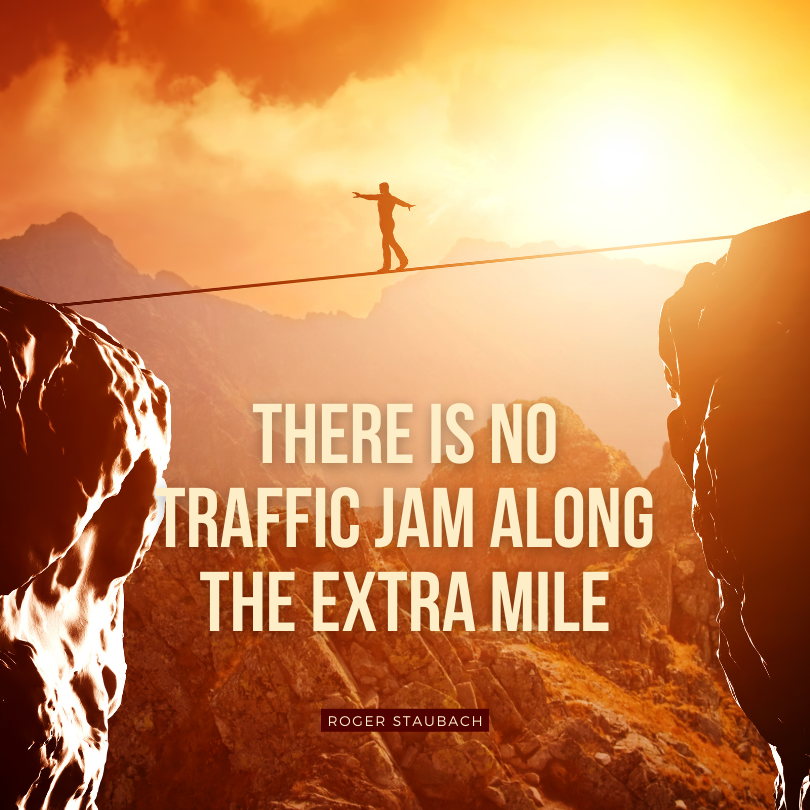 THERE IS NO
TRAFFIC JAM ALONG
THE EXTRA MILE
ROGER STAUBACH